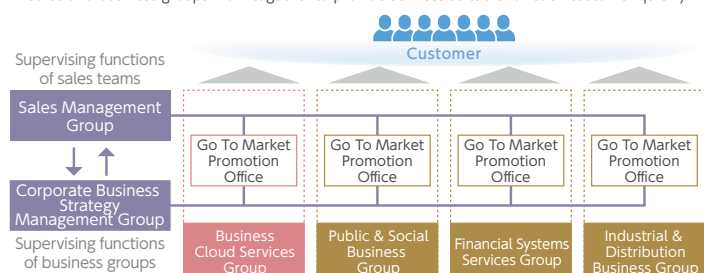 Customer
Supervising functions
of sales teams
Sales Management
Group
Corporate Business
Strategy
Management Group
Supervising functions
of business groups
Go To Market
Promotion
Office
Go To Market
Promotion
Office
Go To Market
Promotion
Office
Go To Market
Promotion
Office
Business
Cloud Services
Group
Public & Social
Business
Group
Financial Systems
Services Group
Industrial &
Distribution
Business Group